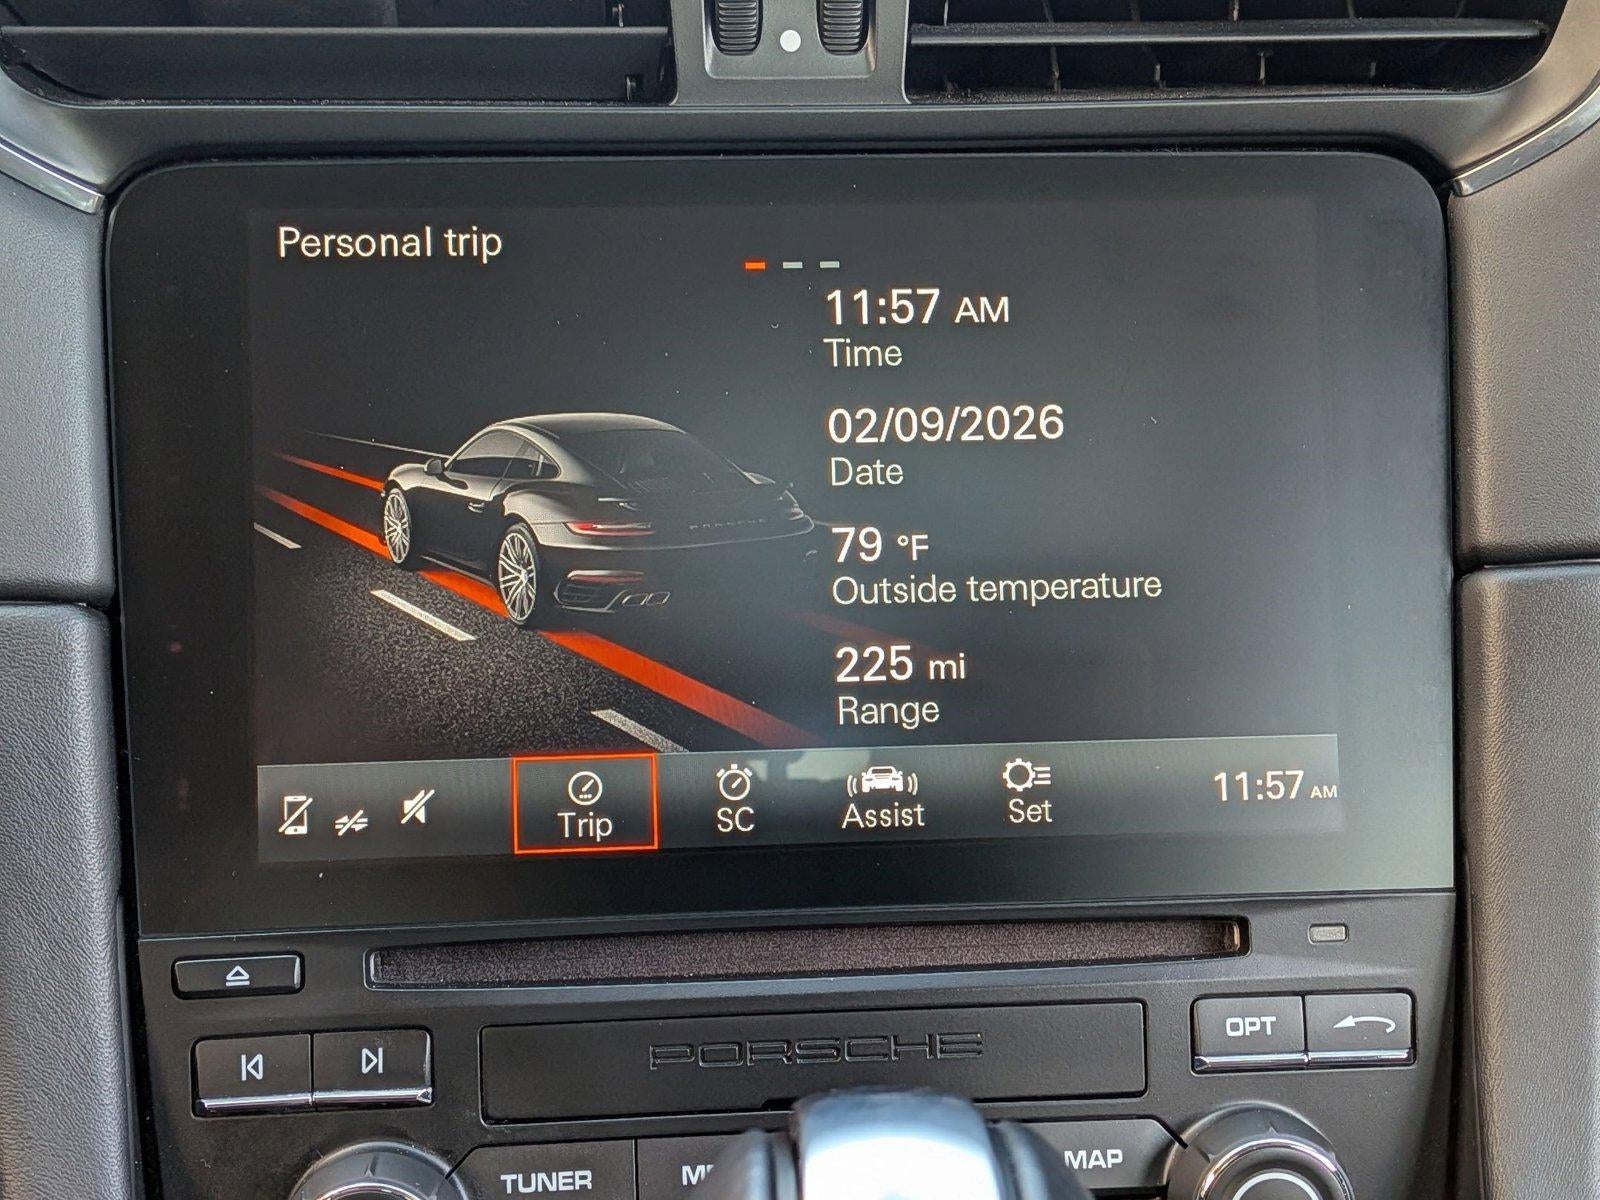 Personal trip
11:57 AM
Time
02/09/2026
Date
79 °F
Outside temperature
225 mi
Range
PORSCHE
Trip
SC
Assist
Set
11:57 AM
OPT
PORSCHE
TUNER
MAP